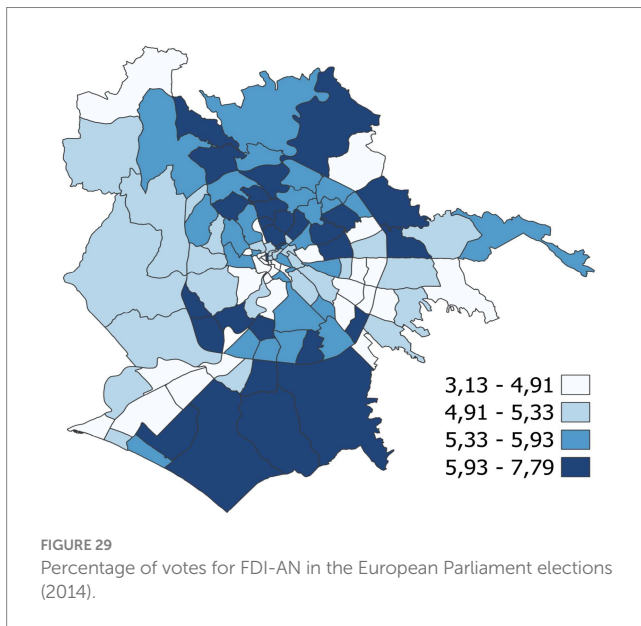 3,13 - 4,91
4,91 - 5,33
5,33 - 5,93
5,93 - 7,79
FIGURE 29
Percentage of votes for FDI-AN in the European Parliament elections
(2014).